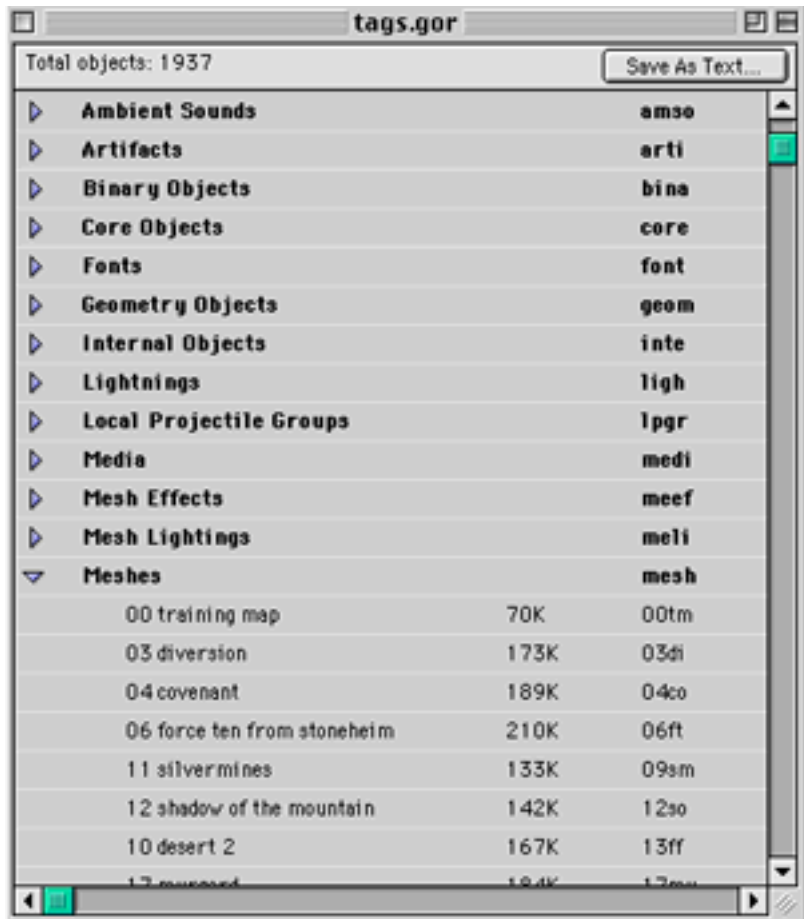 tags.gor
Total objects: 1937 Save As Text...
Ambient Sounds amso
Artifacts arti
Binary Objects bina
Core Objects core
Fonts font
Geometry Objects geom
Internal Objects inte
Lightnings ligh
Local Projectile Groups lpgr
Media medi
Mesh Effects meef
Mesh Lightings meli
Meshes mesh
00 training map 70K 00tm
03 diversion 173K 03di
04 covenant 189K 04co
06 force ten from stoneheim 210K 06ft
11 silvermines 133K 09sm
12 shadow of the mountain 142K 12so
10 desert 2 167K 13ff